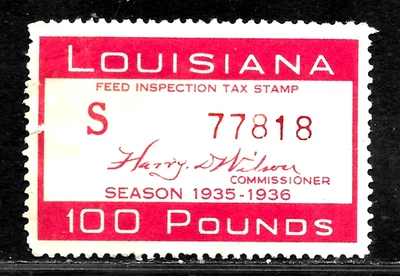 LOUISIANA
FEED INSPECTION TAX STAMP
S 77818
Harry D Wilson
COMMISSIONER
SEASON 1935-1936
100 POUNDS